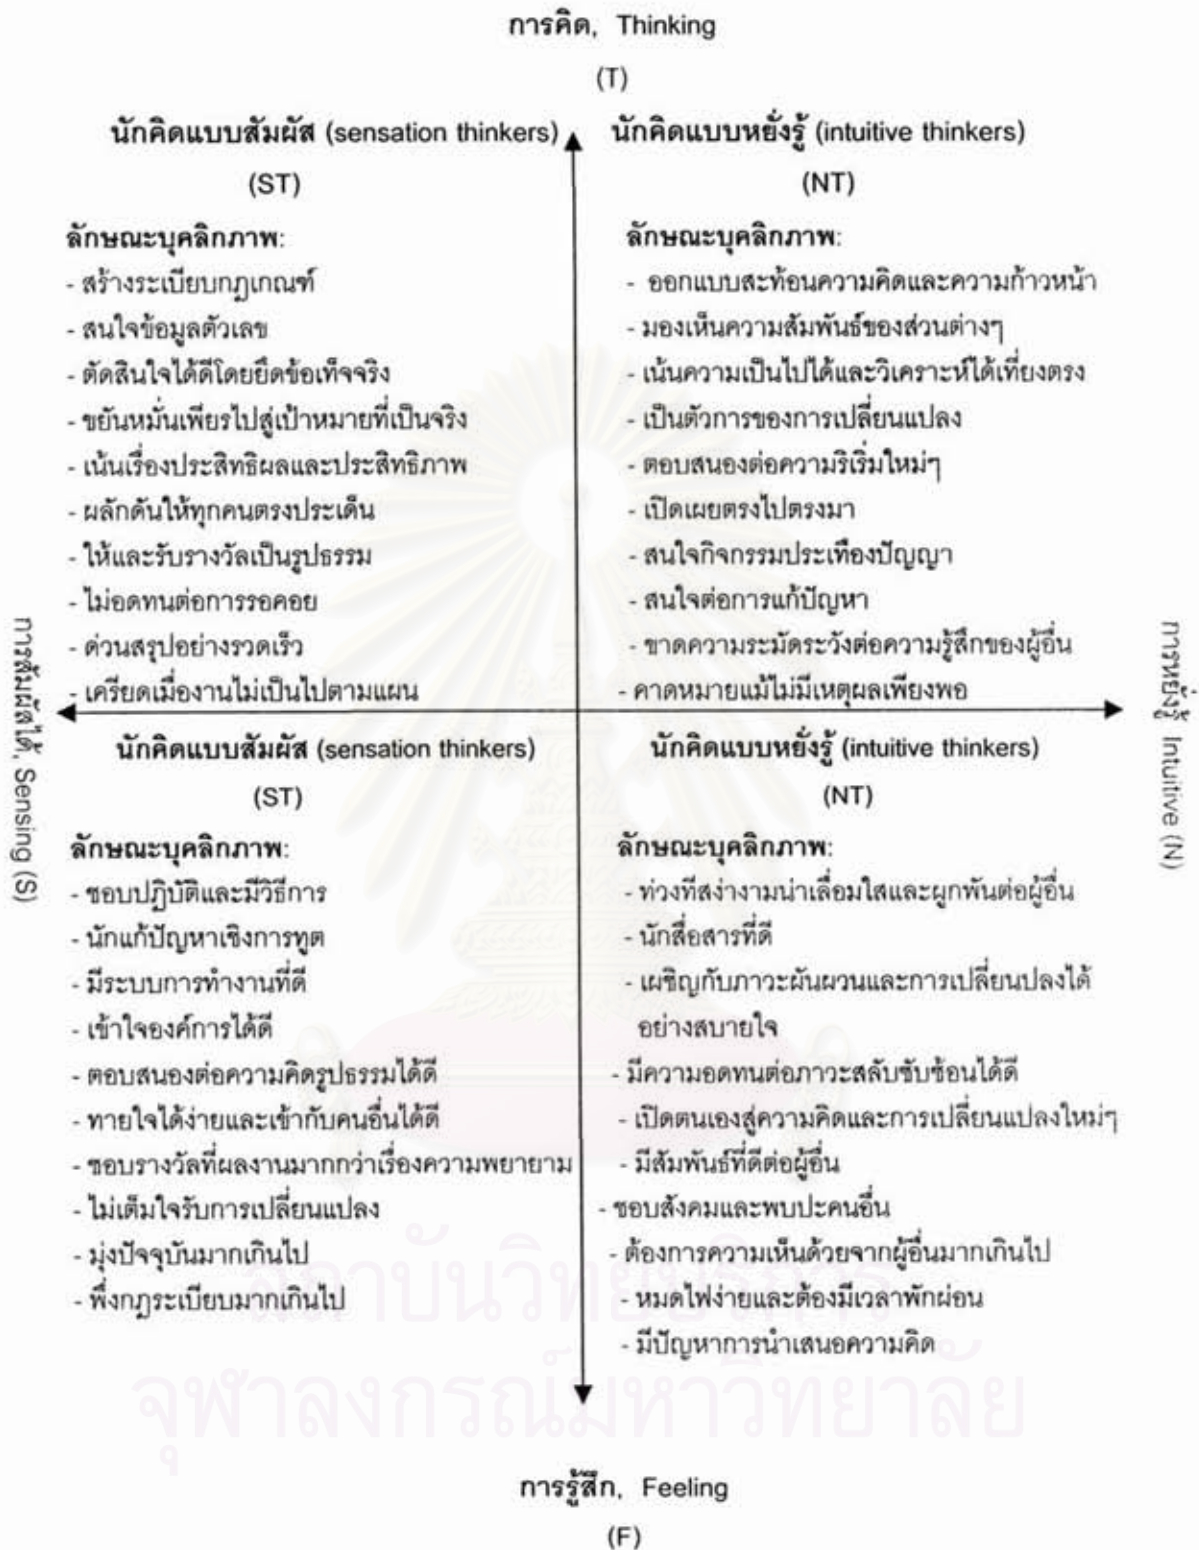 การคิด, Thinking
(T)
นักคิดแบบสัมผัส (sensation thinkers)
(ST)
ลักษณะบุคลิกภาพ:
- สร้างระเบียบกฎเกณฑ์
- สนใจข้อมูลตัวเลข
- ตัดสินใจได้ดีโดยยึดข้อเท็จจริง
- ขยันหมั่นเพียรไปสู่เป้าหมายที่เป็นจริง
- เน้นเรื่องประสิทธิผลและประสิทธิภาพ
- ผลักดันให้ทุกคนตรงประเด็น
- ให้และรับรางวัลเป็นรูปธรรม
- ไม่อดทนต่อการรอคอย
- ด่วนสรุปอย่างรวดเร็ว
- เครียดเมื่องานไม่เป็นไปตามแผน
นักคิดแบบหยั่งรู้ (intuitive thinkers)
(NT)
ลักษณะบุคลิกภาพ:
- ออกแบบสะท้อนความคิดและความก้าวหน้า
- มองเห็นความสัมพันธ์ของส่วนต่างๆ
- เน้นความเป็นไปได้และวิเคราะห์ได้เที่ยงตรง
- เป็นตัวการของการเปลี่ยนแปลง
- ตอบสนองต่อความริเริ่มใหม่ๆ
- เปิดเผยตรงไปตรงมา
- สนใจกิจกรรมประเทืองปัญญา
- สนใจต่อการแก้ปัญหา
- ขาดความระมัดระวังต่อความรู้สึกของผู้อื่น
- คาดหมายแม้ไม่มีเหตุผลเพียงพอ
การสัมผัสได้, Sensing (S)
การหยั่งรู้ Intuitive (N)
นักคิดแบบสัมผัส (sensation thinkers)
(ST)
ลักษณะบุคลิกภาพ:
- ชอบปฏิบัติและมีวิธีการ
- นักแก้ปัญหาเชิงการทูต
- มีระบบการทำงานที่ดี
- เข้าใจองค์การได้ดี
- ตอบสนองต่อความคิดรูปธรรมได้ดี
- ทายใจได้ง่ายและเข้ากับคนอื่นได้ดี
- ชอบรางวัลที่ผลงานมากกว่าเรื่องความพยายาม
- ไม่เต็มใจรับการเปลี่ยนแปลง
- มุ่งปัจจุบันมากเกินไป
- พึ่งกฎระเบียบมากเกินไป
นักคิดแบบหยั่งรู้ (intuitive thinkers)
(NT)
ลักษณะบุคลิกภาพ:
- ท่วงทีสง่างามน่าเลื่อมใสและผูกพันต่อผู้อื่น
- นักสื่อสารที่ดี
- เผชิญกับภาวะผันผวนและการเปลี่ยนปลงได้
อย่างสบายใจ
- มีความอดทนต่อภาวะสลับซับซ้อนได้ดี
- เปิดตนเองสู่ความคิดและการเปลี่ยนแปลงใหม่ๆ
- มีสัมพันธ์ที่ดีต่อผู้อื่น
- ชอบสังคมและพบปะคนอื่น
- ต้องการความเห็นด้วยจากผู้อื่นมากเกินไป
- หมดไฟง่ายและต้องมีเวลาพักผ่อน
- มีปัญหาการนำเสนอความคิด
สถาบันวิทยบริการ
จุฬาลงกรณ์มหาวิทยาลัย
การรู้สึก, Feeling
(F)